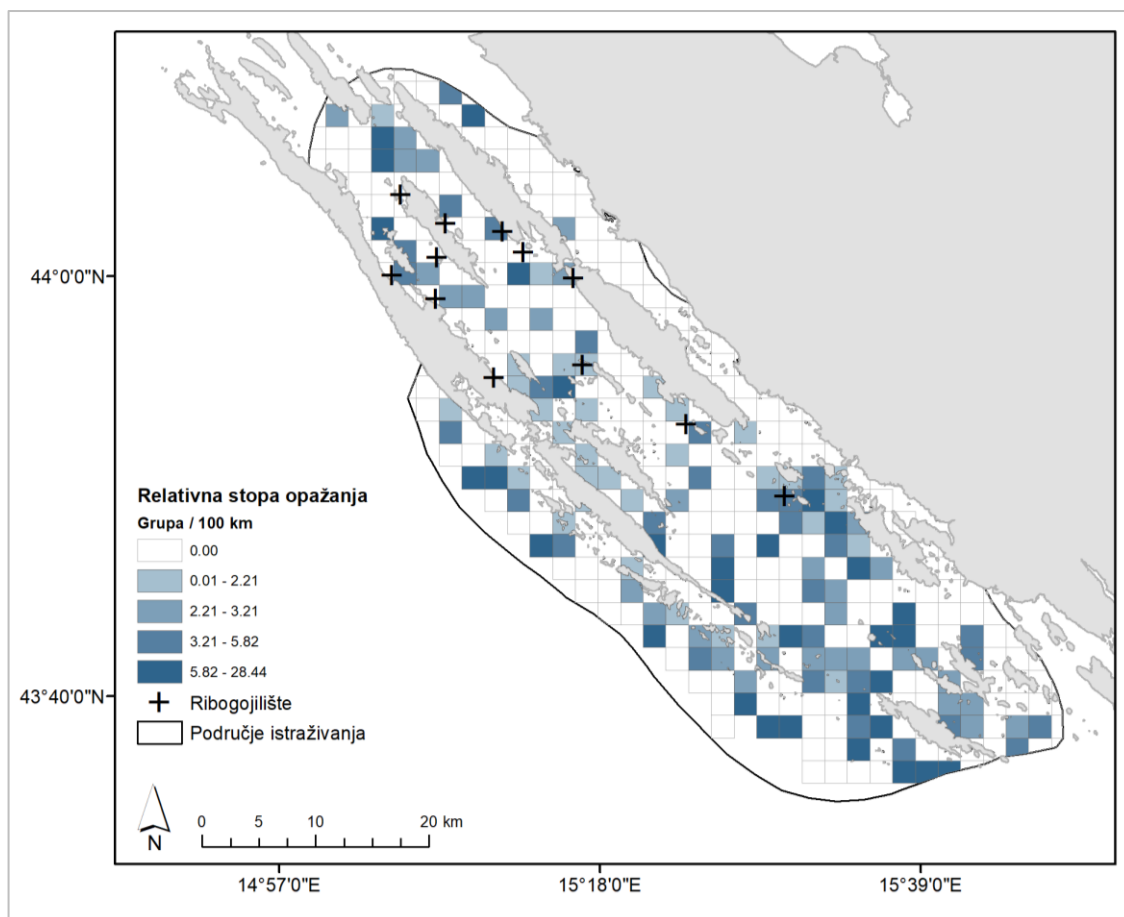 44°0'0"N
43°40'0"N
Relativna stopa opažanja
Grupa / 100 km
0.00
0.01 - 2.21
2.21 - 3.21
3.21 - 5.82
5.82 - 28.44
Ribogojilište
Područje istraživanja
N
0 5 10 20 km
14°57'0"E 15°18'0"E 15°39'0"E